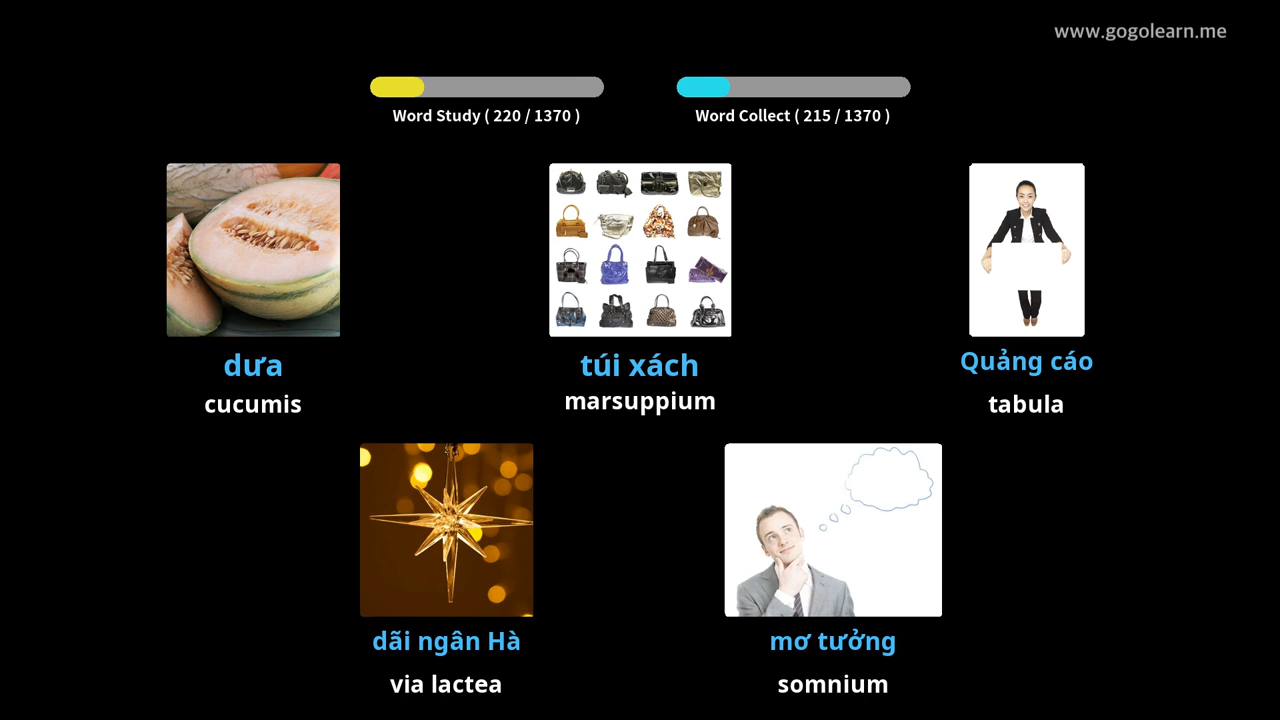 www.gogolearn.me
Word Study ( 220 / 1370 )
Word Collect ( 215 / 1370 )
dưa
cucumis
túi xách
marsuppium
Quảng cáo
tabula
dãi ngân Hà
via lactea
mơ tưởng
somnium